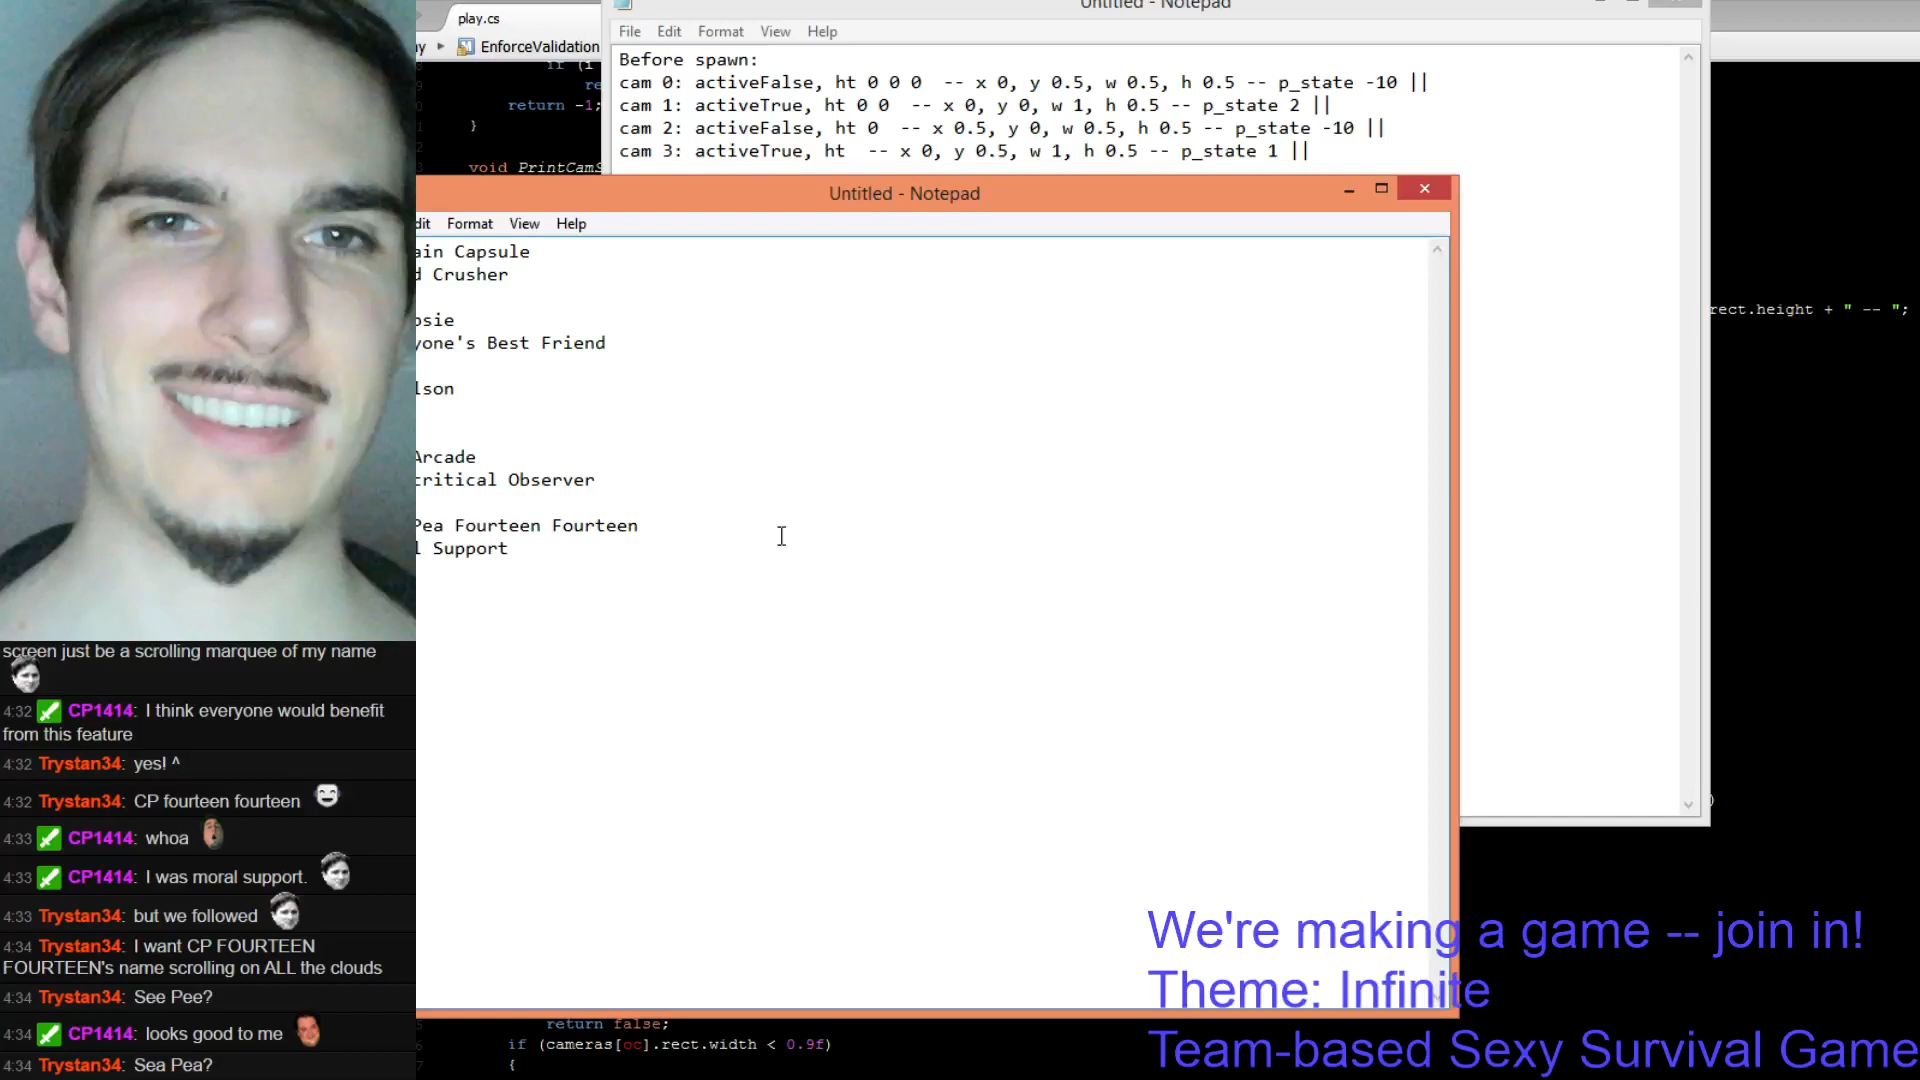 play.cs
EnforceValidation
if (i
re
return -1;
}
void PrintCamS
Untitled - Notepad
File Edit Format View Help
Before spawn:
cam 0: activeFalse, ht 0 0 0  -- x 0, y 0.5, w 0.5, h 0.5 -- p_state -10 ||
cam 1: activeTrue, ht 0 0  -- x 0, y 0, w 1, h 0.5 -- p_state 2 ||
cam 2: activeFalse, ht 0  -- x 0.5, y 0, w 0.5, h 0.5 -- p_state -10 ||
cam 3: activeTrue, ht  -- x 0, y 0.5, w 1, h 0.5 -- p_state 1 ||
Untitled - Notepad
dit Format View Help
ain Capsule
d Crusher
osie
yone's Best Friend
lson
Arcade
critical Observer
Pea Fourteen Fourteen
l Support
rect.height + " -- ";
screen just be a scrolling marquee of my name
4:32 CP1414: I think everyone would benefit
from this feature
4:32 Trystan34: yes! ^
4:32 Trystan34: CP fourteen fourteen
4:33 CP1414: whoa
4:33 CP1414: I was moral support.
4:33 Trystan34: but we followed
4:34 Trystan34: I want CP FOURTEEN
FOURTEEN's name scrolling on ALL the clouds
4:34 Trystan34: See Pee?
4:34 CP1414: looks good to me
4:34 Trystan34: Sea Pea?
return false;
if (cameras[oc].rect.width < 0.9f)
{
We're making a game -- join in!
Theme: Infinite
Team-based Sexy Survival Game